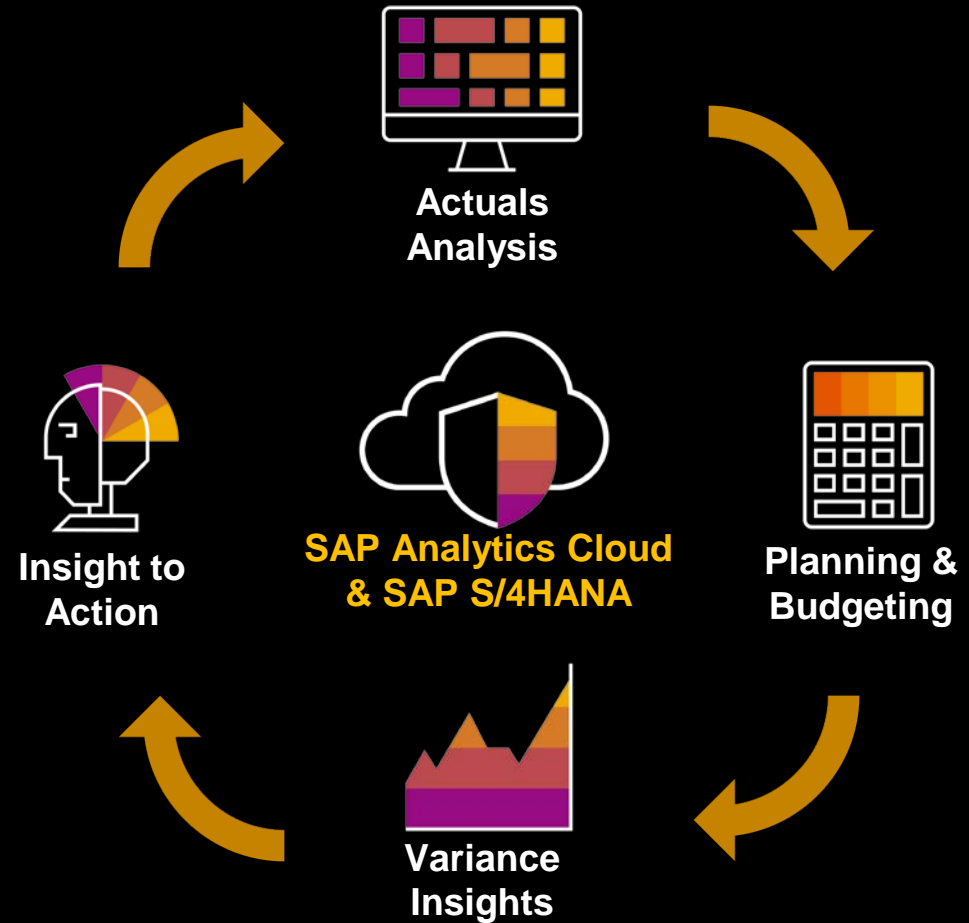 Actuals
Analysis
Insight to
Action
SAP Analytics Cloud
& SAP S/4HANA
Planning &
Budgeting
Variance
Insights